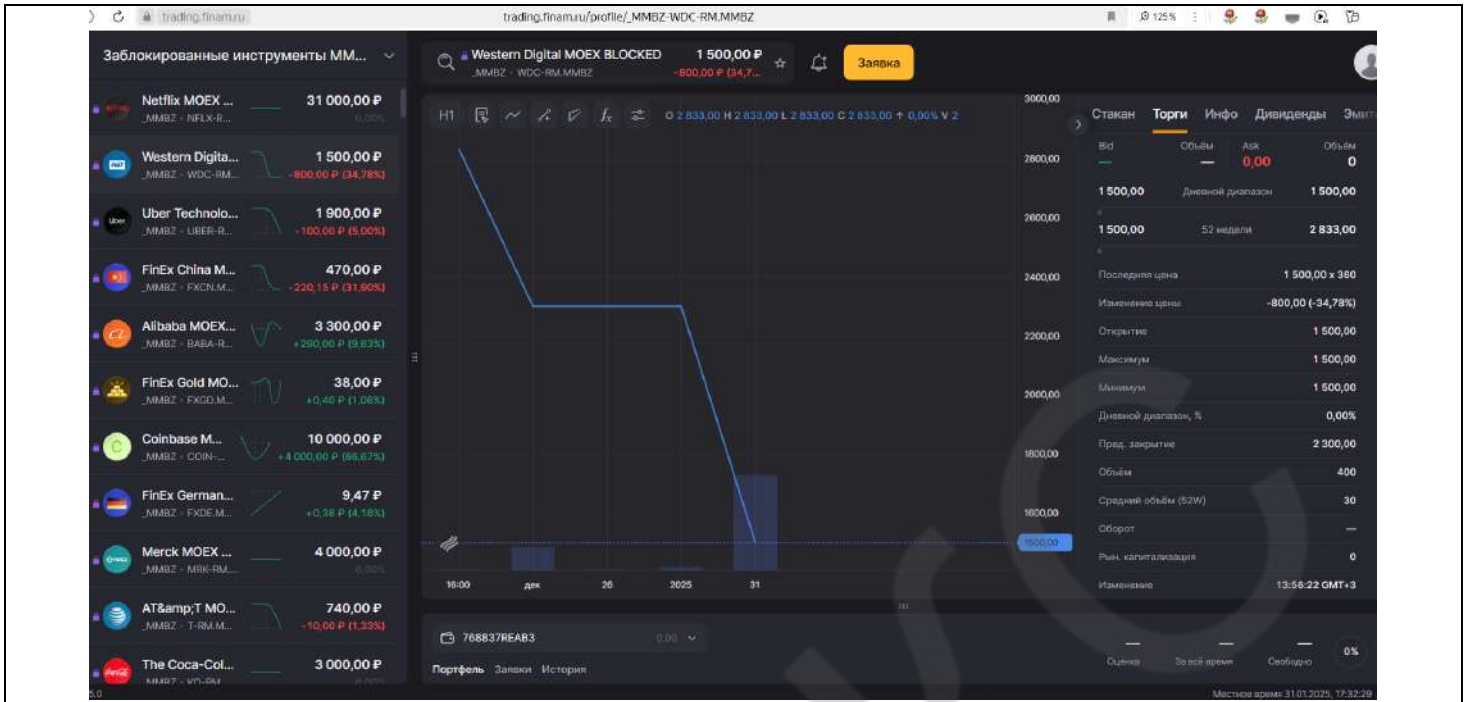 trading.finam.ru
trading.finam.ru/profile/_MMBZ-WDC-RM.MMBZ
125 %
Заблокированные инструменты MM...
Netflix MOEX ...
31 000,00 ₽
_MMBZ - NFLX-R...
0,00%
Western Digita...
1 500,00 ₽
_MMBZ - WDC-RM...
-800,00 ₽ (34,78%)
Uber Technolo...
1 900,00 ₽
_MMBZ - UBER-R...
-100,00 ₽ (5,00%)
FinEx China M...
470,00 ₽
_MMBZ - FXCN.M...
-220,15 ₽ (31,90%)
Alibaba MOEX...
3 300,00 ₽
_MMBZ - BABA-R...
+290,00 ₽ (9,63%)
FinEx Gold MO...
38,00 ₽
_MMBZ - FXGD.M...
+0,40 ₽ (1,06%)
Coinbase M...
10 000,00 ₽
_MMBZ - COIN-...
+4 000,00 ₽ (66,67%)
FinEx German...
9,47 ₽
_MMBZ - FXDE.M...
+0,38 ₽ (4,18%)
Merck MOEX ...
4 000,00 ₽
_MMBZ - MRK-RM...
0,00%
AT&amp;T MO...
740,00 ₽
_MMBZ - T-RM.M...
-10,00 ₽ (1,33%)
The Coca-Col...
3 000,00 ₽
_MMBZ - KO-RM
0,00%
5.0
Western Digital MOEX BLOCKED
1 500,00 ₽
_MMBZ - WDC-RM.MMBZ
-800,00 ₽ (34,7...
Заявка
H1
O 2 833,00 H 2 833,00 L 2 833,00 C 2 833,00 + 0,00% V 2
3000,00
2800,00
2600,00
2400,00
2200,00
2000,00
1800,00
1600,00
1500,00
16:00 дек 26 2025 31
768837REAB3
0.00
Портфель Заявки История
Стакан Торги Инфо Дивиденды Эмит
Bid Объём Ask Объём
— — 0,00 0
1 500,00 Дневной диапазон 1 500,00
1 500,00 52 недели 2 833,00
Последняя цена 1 500,00 x 360
Изменение цены -800,00 (-34,78%)
Открытие 1 500,00
Максимум 1 500,00
Минимум 1 500,00
Дневной диапазон, % 0,00%
Пред. закрытие 2 300,00
Объём 400
Средний объём (52W) 30
Оборот —
Рын. капитализация 0
Изменение 13:56:22 GMT+3
— — —
Оценка За всё время Свободно
0%
Местное время 31.01.2025, 17:32:29